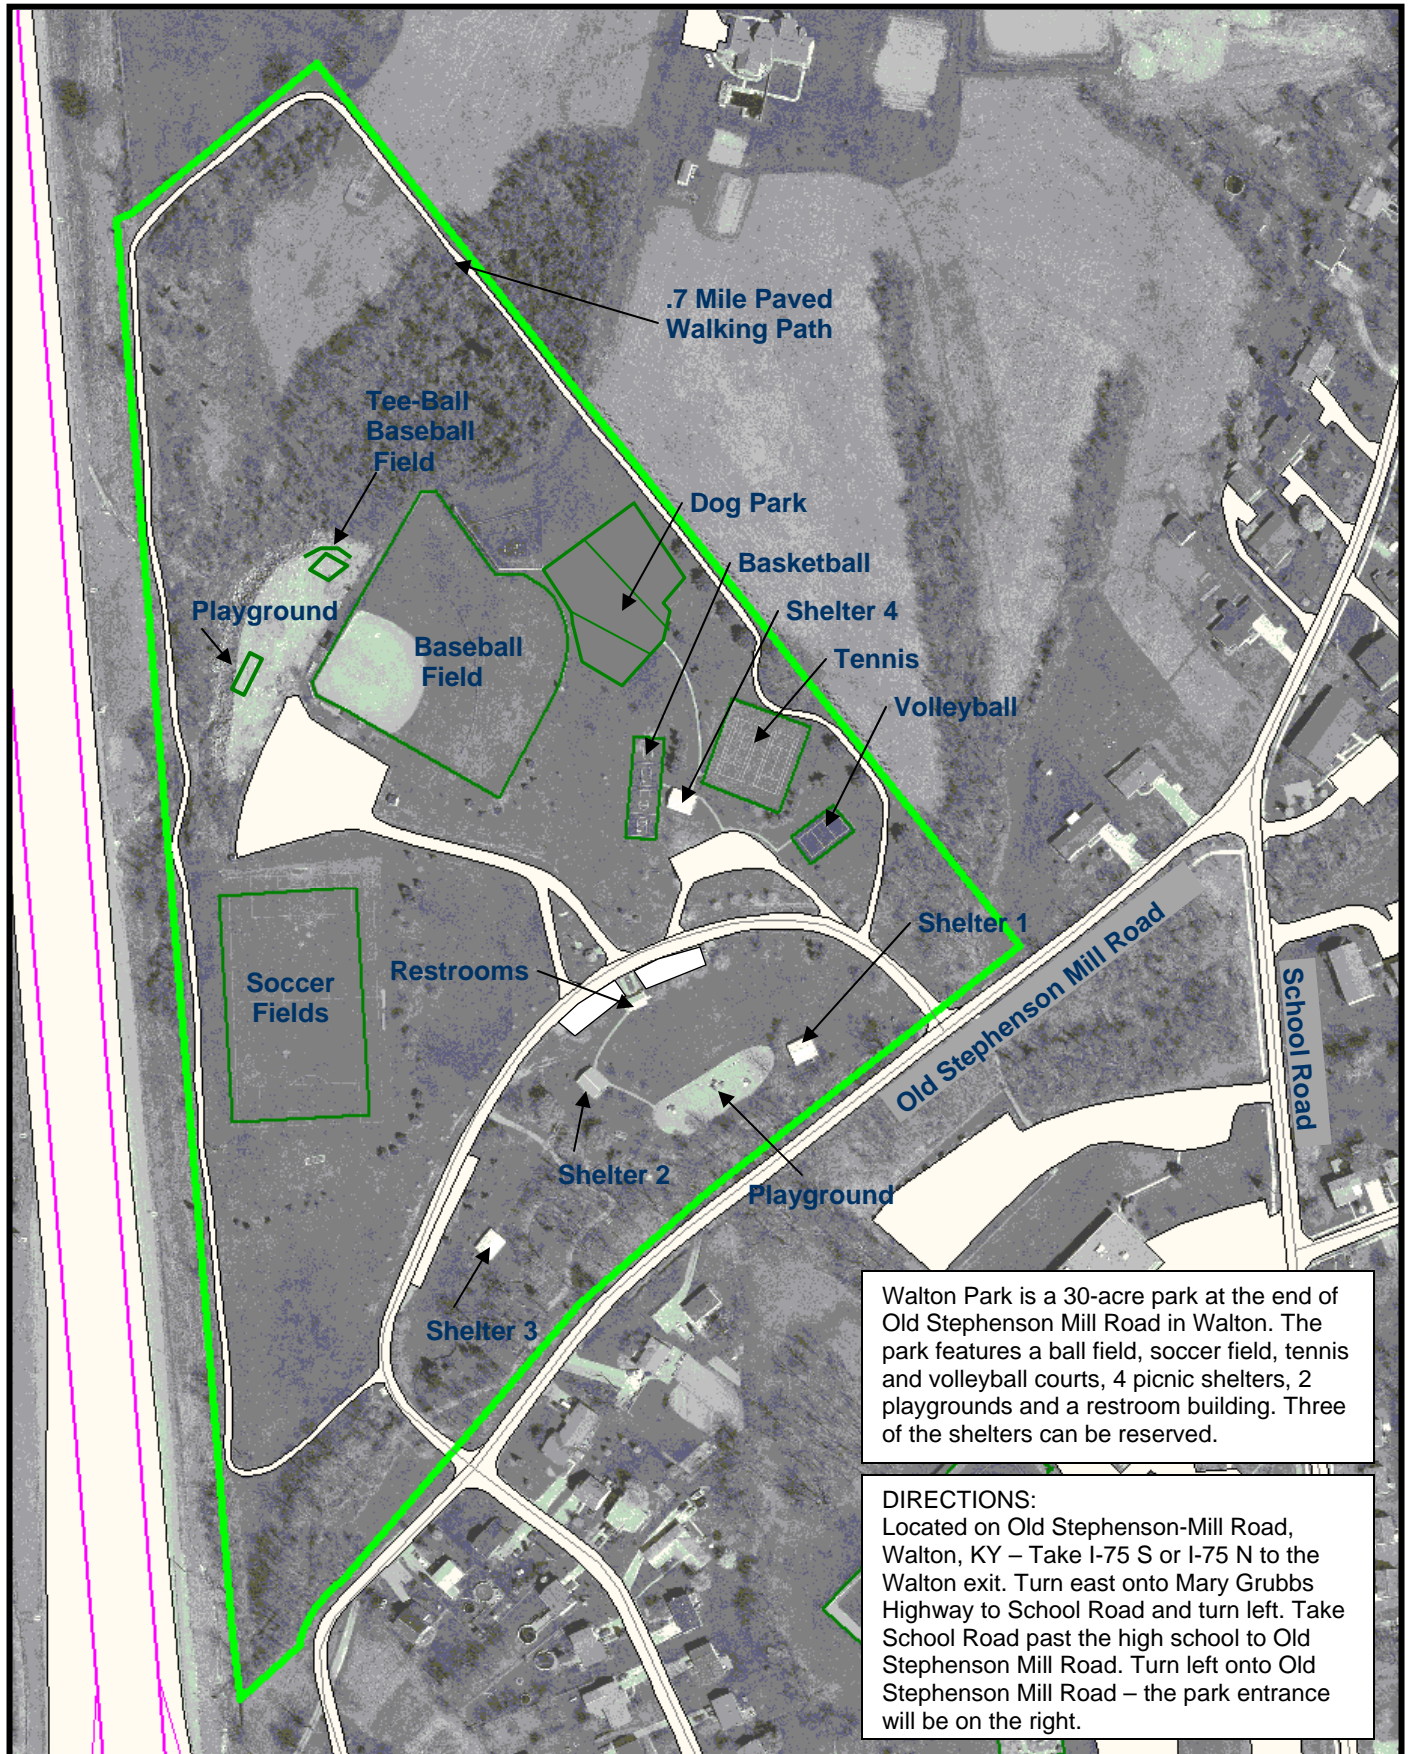 .7 Mile Paved
Walking Path
Tee-Ball
Baseball
Field
Dog Park
Basketball
Shelter 4
Playground
Baseball
Field
Tennis
Volleyball
Shelter 1
Restrooms
Soccer
Fields
Old Stephenson Mill Road
School Road
Shelter 2
Playground
Shelter 3
Walton Park is a 30-acre park at the end of
Old Stephenson Mill Road in Walton. The
park features a ball field, soccer field, tennis
and volleyball courts, 4 picnic shelters, 2
playgrounds and a restroom building. Three
of the shelters can be reserved.
DIRECTIONS:
Located on Old Stephenson-Mill Road,
Walton, KY – Take I-75 S or I-75 N to the
Walton exit. Turn east onto Mary Grubbs
Highway to School Road and turn left. Take
School Road past the high school to Old
Stephenson Mill Road. Turn left onto Old
Stephenson Mill Road – the park entrance
will be on the right.